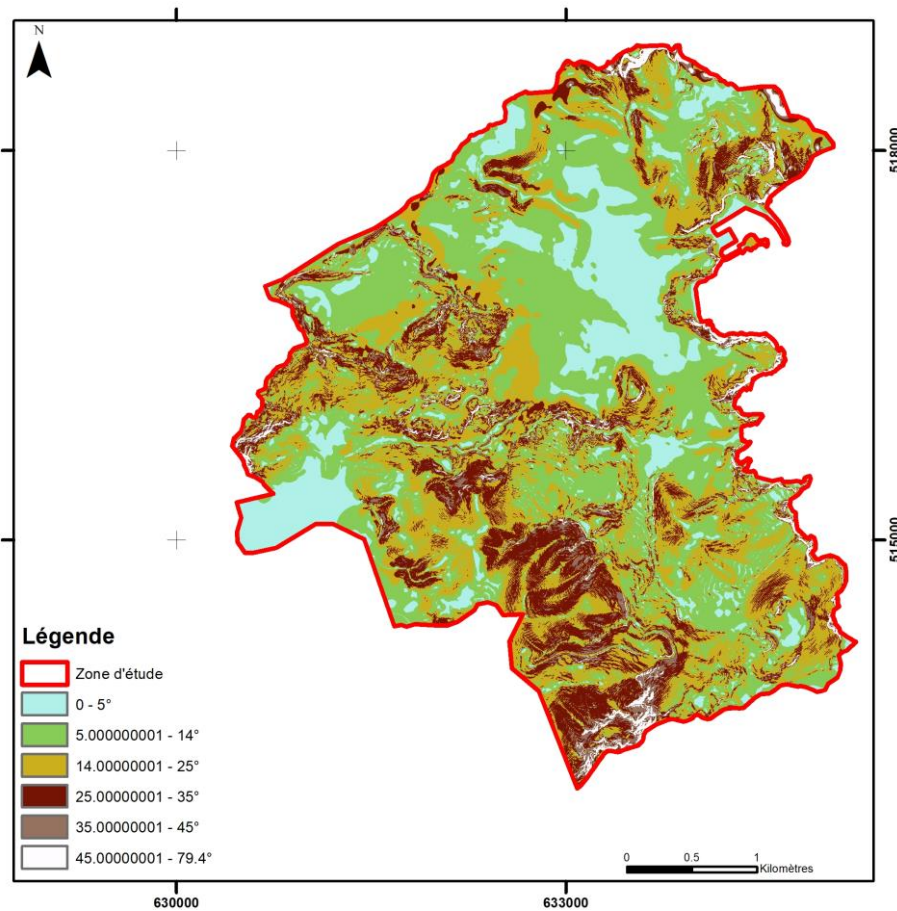 N
518000
515000
Légende
Zone d'étude
0 - 5°
5.000000001 - 14°
14.00000001 - 25°
25.00000001 - 35°
35.00000001 - 45°
45.00000001 - 79.4°
0 0.5 1
Kilomètres
630000 633000